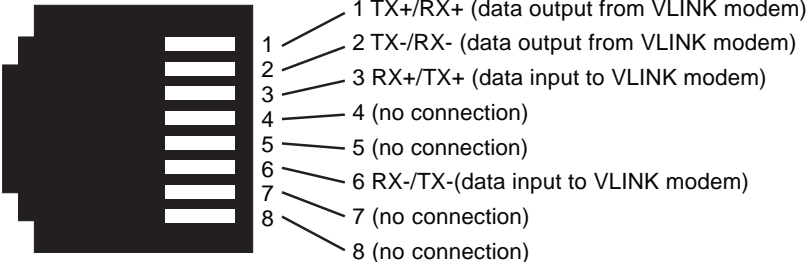 1 1 TX+/RX+ (data output from VLINK modem)
2 2 TX-/RX- (data output from VLINK modem)
3 3 RX+/TX+ (data input to VLINK modem)
4 4 (no connection)
5 5 (no connection)
6 6 RX-/TX-(data input to VLINK modem)
7 7 (no connection)
8 8 (no connection)